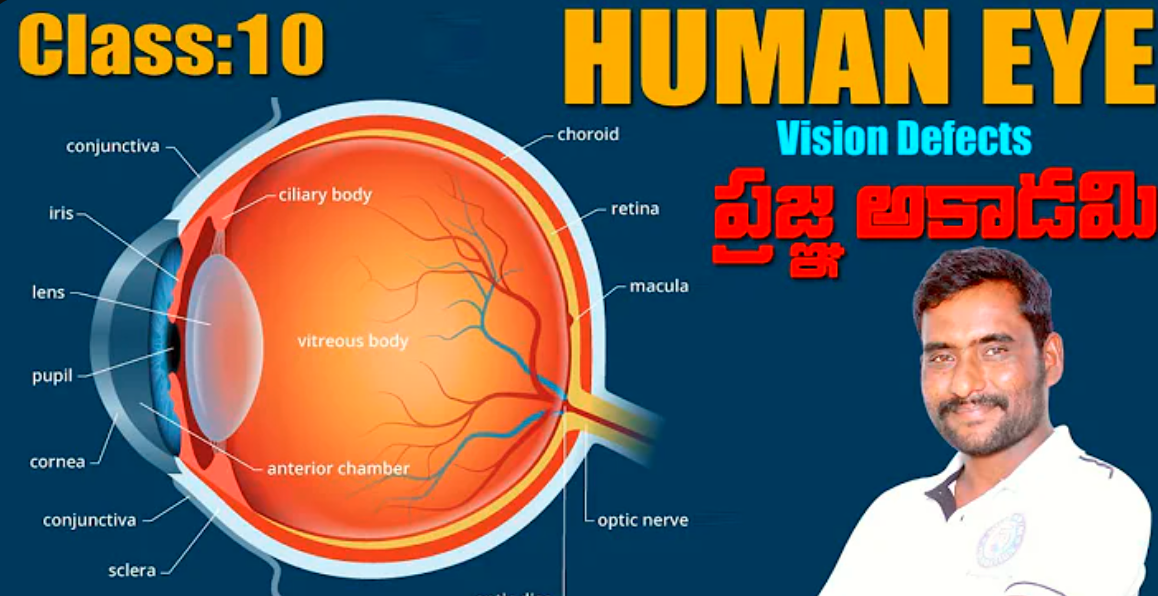 Class:10
HUMAN EYE
Vision Defects
ప్రజ్ఞ అకాడమి
conjunctiva
choroid
ciliary body
iris
retina
lens
macula
vitreous body
pupil
cornea
anterior chamber
conjunctiva
optic nerve
sclera